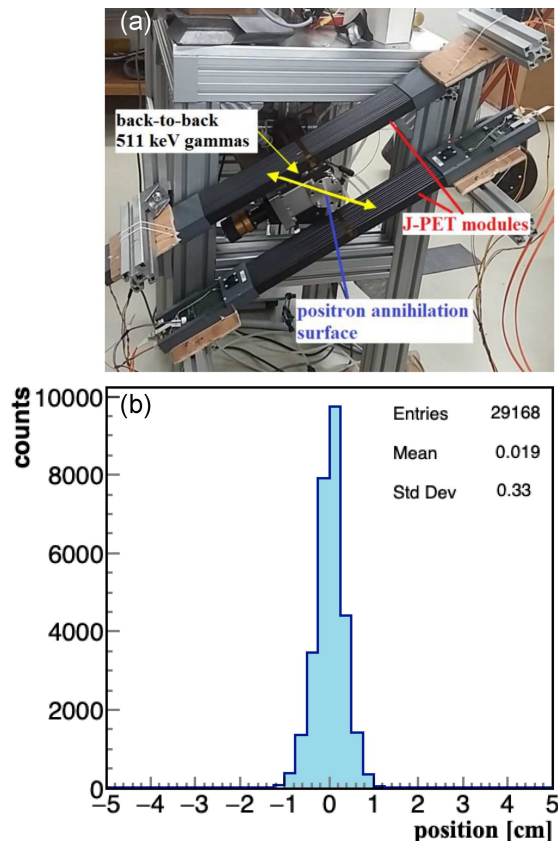 (a)
back-to-back
511 keV gammas
J-PET modules
positron annihilation
surface
(b)
counts
10000
8000
6000
4000
2000
0
Entries 29168
Mean 0.019
Std Dev 0.33
−5 −4 −3 −2 −1 0 1 2 3 4 5
position [cm]